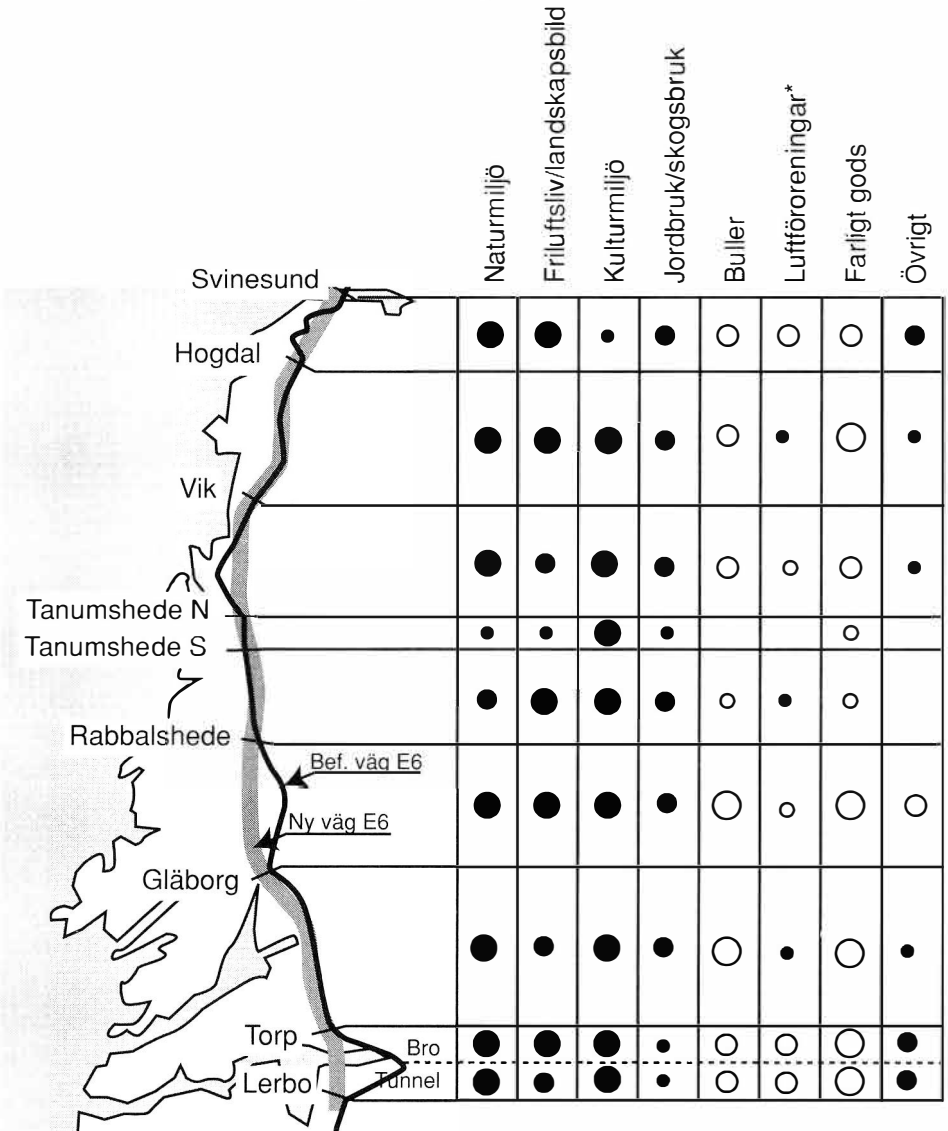 Naturmiljö
Friluftsliv/landskapsbild
Kulturmiljö
Jordbruk/skogsbruk
Buller
Luftföroreningar*
Farligt gods
Övrigt
Svinesund
Hogdal
Vik
Tanumshede N
Tanumshede S
Rabbalshede
Bef. väg E6
Ny väg E6
Gläborg
Torp
Bro
Lerbo
Tunnel